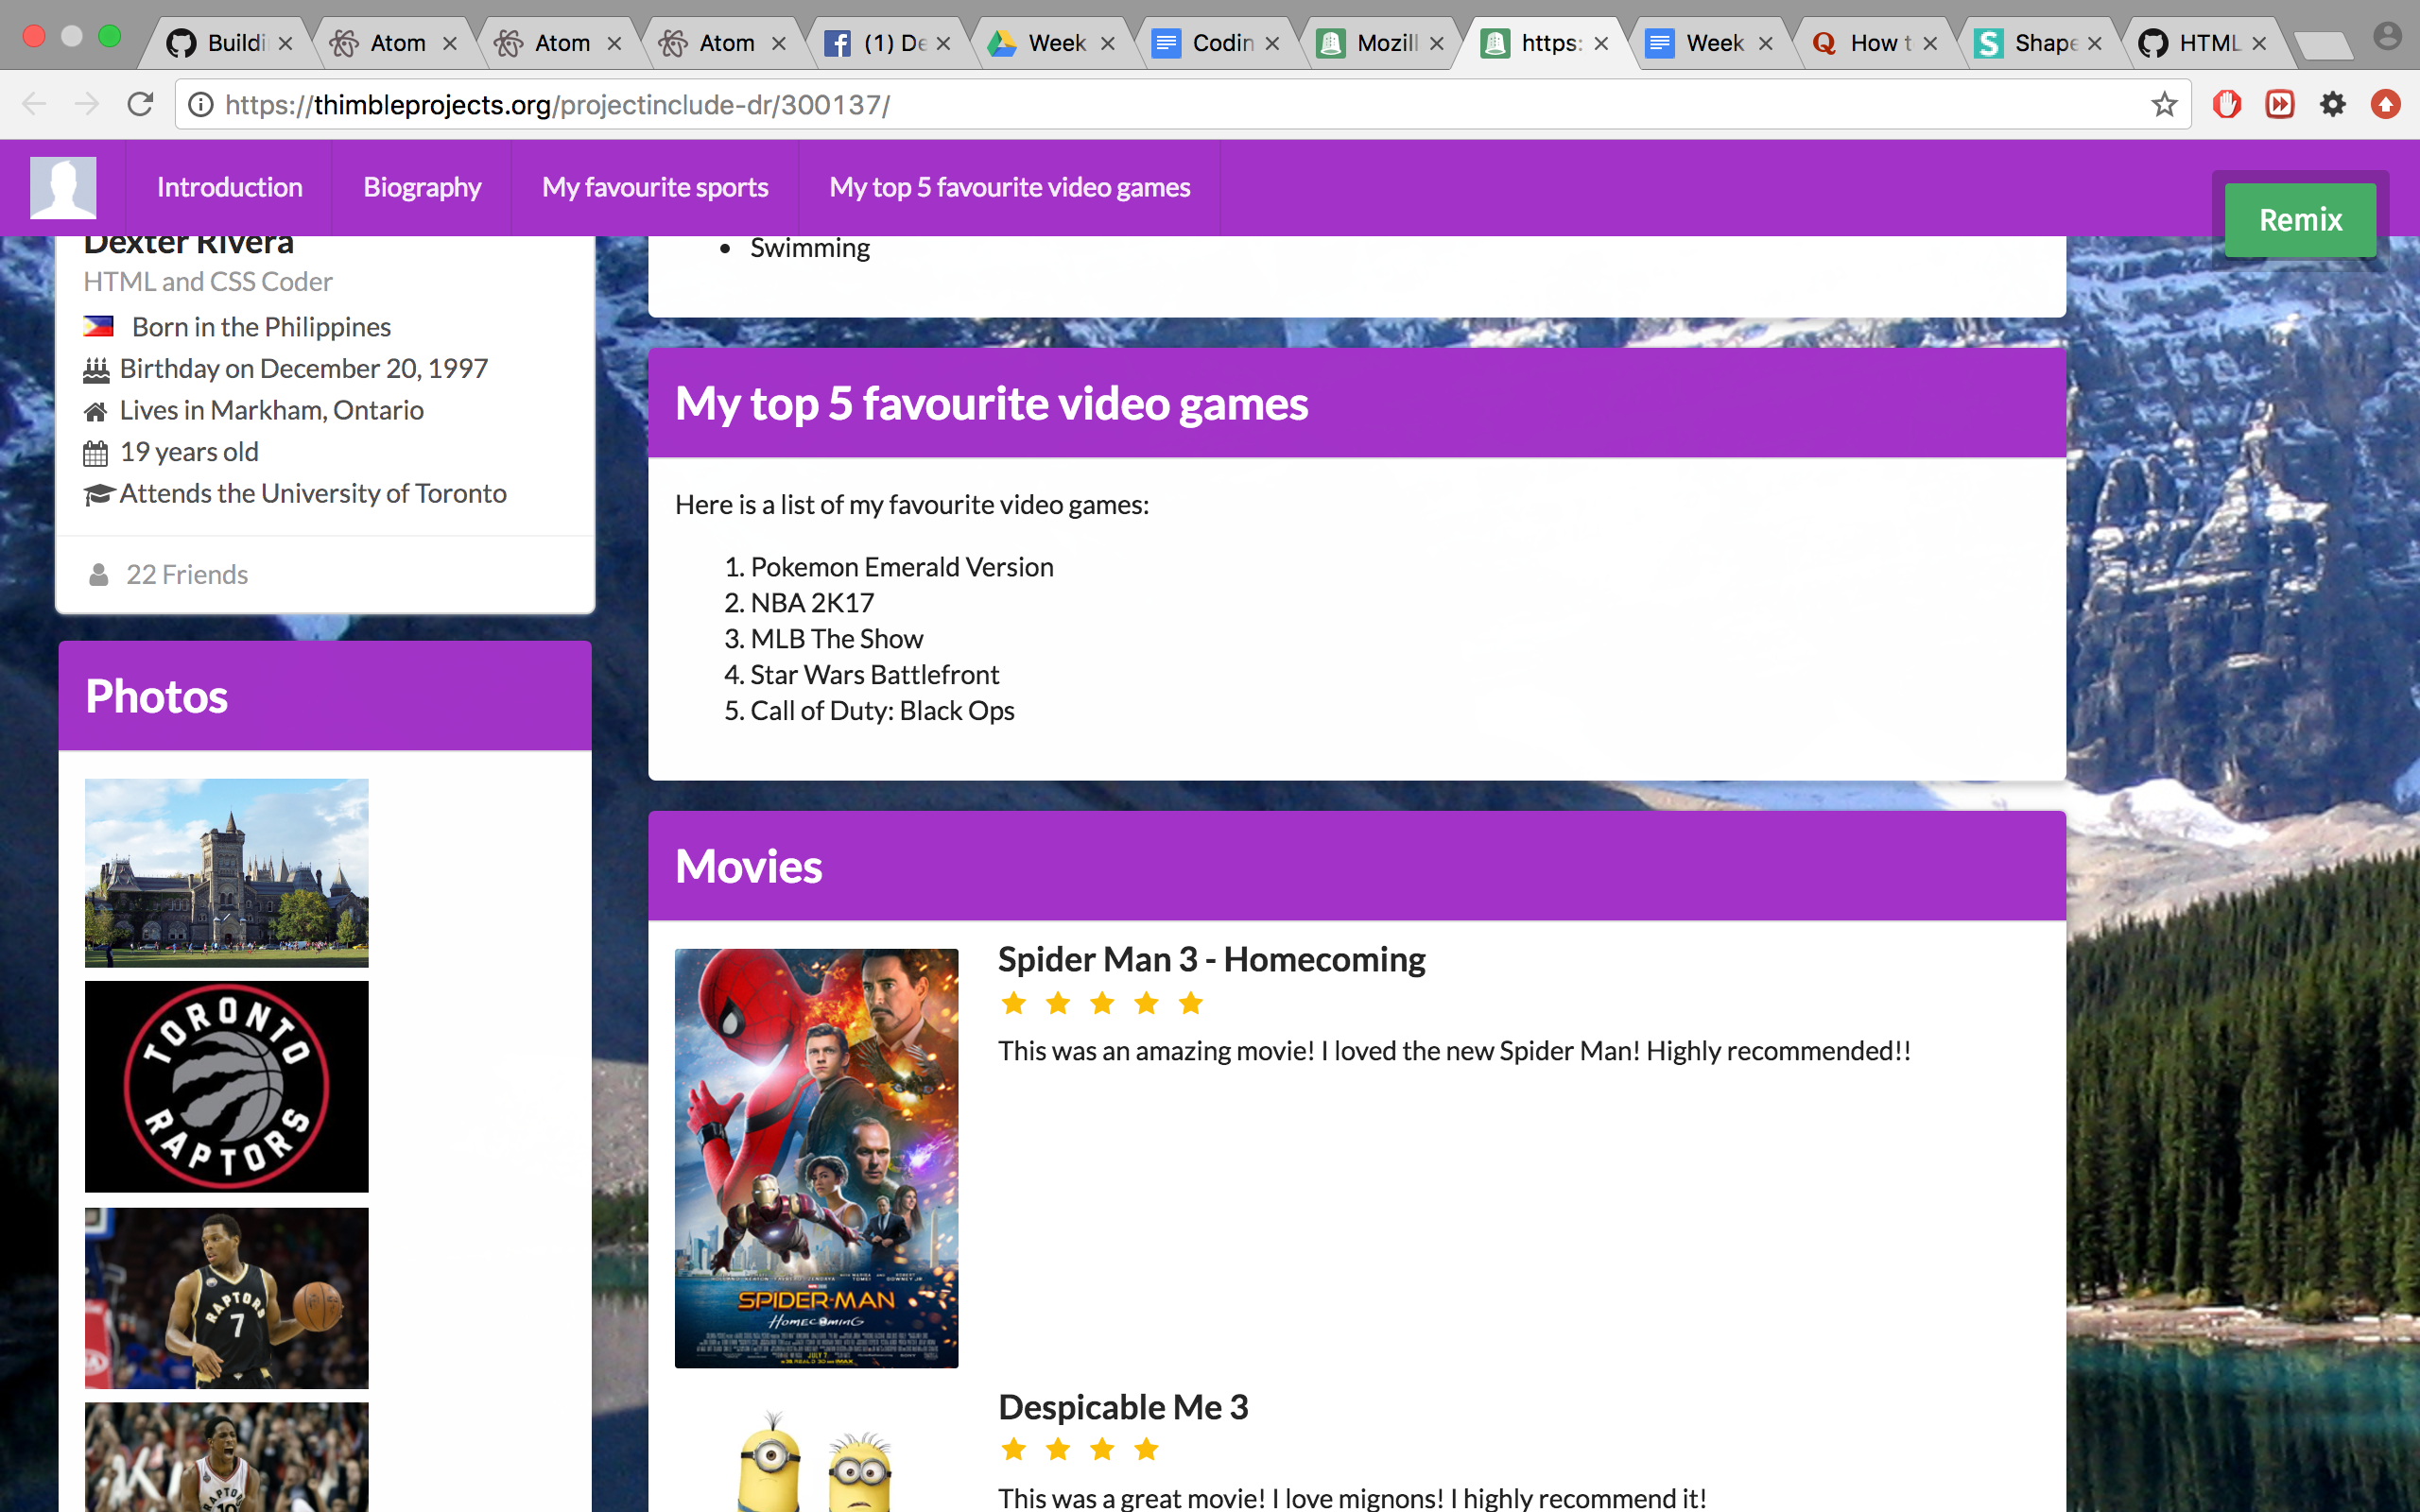 Buildi
Atom
Atom
Atom
(1) De
Week
Codin
Mozill
https:
Week
How t
Shape
HTML
https://thimbleprojects.org/projectinclude-dr/300137/
Introduction
Biography
My favourite sports
My top 5 favourite video games
Remix
Dexter Rivera
HTML and CSS Coder
Born in the Philippines
Birthday on December 20, 1997
Lives in Markham, Ontario
19 years old
Attends the University of Toronto
22 Friends
Photos
TORONTO
RAPTORS
RAPTORS
7
RAPTO
10
Swimming
My top 5 favourite video games
Here is a list of my favourite video games:
1. Pokemon Emerald Version
2. NBA 2K17
3. MLB The Show
4. Star Wars Battlefront
5. Call of Duty: Black Ops
Movies
SPIDER-MAN
HOMECOMING
JULY 7
Spider Man 3 - Homecoming
This was an amazing movie! I loved the new Spider Man! Highly recommended!!
Despicable Me 3
This was a great movie! I love mignons! I highly recommend it!